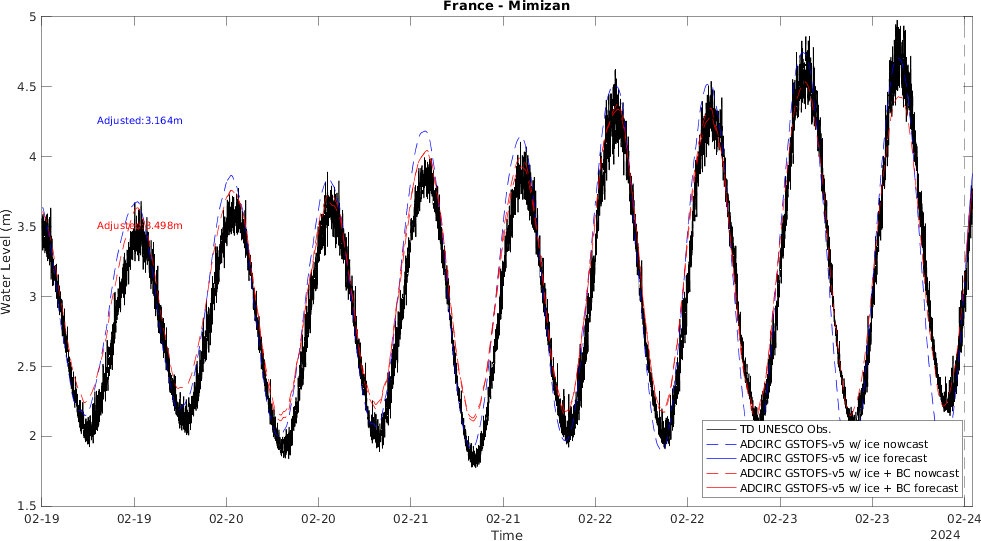 France - Mimizan
5
4.5
4
3.5
3
2.5
2
1.5
Water Level (m)
Adjusted:3.164m
Adjusted:3.498m
TD UNESCO Obs.
ADCIRC GSTOFS-v5 w/ ice nowcast
ADCIRC GSTOFS-v5 w/ ice forecast
ADCIRC GSTOFS-v5 w/ ice + BC nowcast
ADCIRC GSTOFS-v5 w/ ice + BC forecast
02-19 02-19 02-20 02-20 02-21 02-21 02-22 02-22 02-23 02-23 02-24
Time
2024